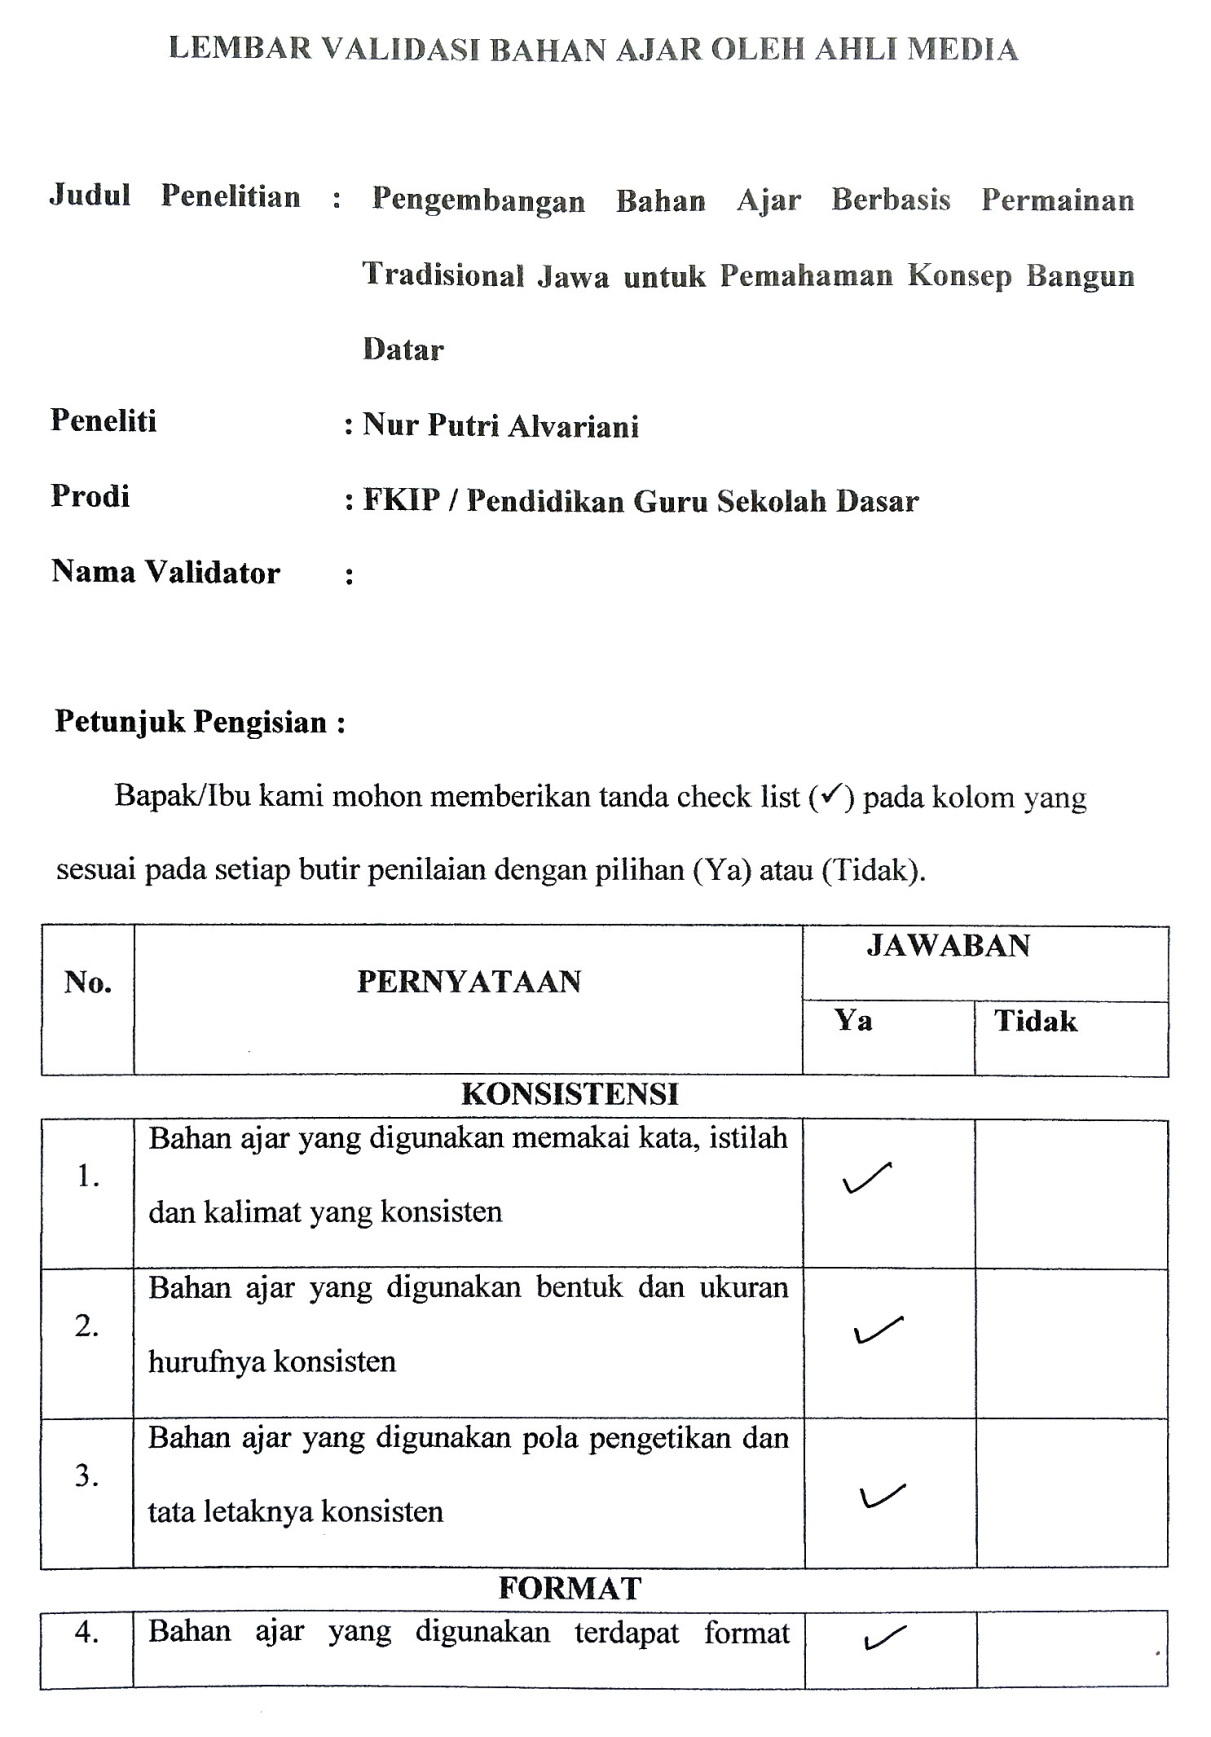 LEMBAR VALIDASI BAHAN AJAR OLEH AHLI MEDIA
Judul Penelitian : Pengembangan Bahan Ajar Berbasis Permainan
Tradisional Jawa untuk Pemahaman Konsep Bangun
Datar
Peneliti : Nur Putri Alvariani
Prodi : FKIP / Pendidikan Guru Sekolah Dasar
Nama Validator :
Petunjuk Pengisian :
Bapak/Ibu kami mohon memberikan tanda check list (✓) pada kolom yang
sesuai pada setiap butir penilaian dengan pilihan (Ya) atau (Tidak).
No. PERNYATAAN JAWABAN
Ya Tidak
KONSISTENSI
1. Bahan ajar yang digunakan memakai kata, istilah ✓
dan kalimat yang konsisten
2. Bahan ajar yang digunakan bentuk dan ukuran ✓
hurufnya konsisten
3. Bahan ajar yang digunakan pola pengetikan dan ✓
tata letaknya konsisten
FORMAT
4. Bahan ajar yang digunakan terdapat format ✓